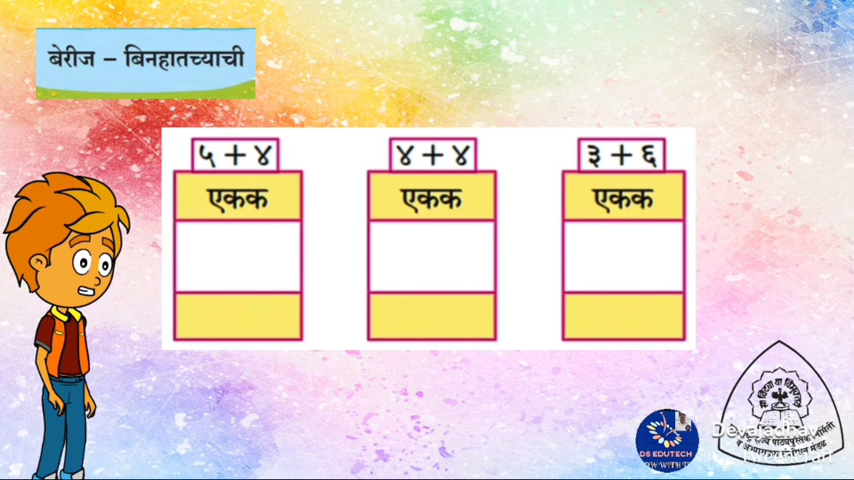 बेरीज – बिनहातच्याची
५ + ४
४ + ४
३ + ६
एकक
एकक
एकक
DS EDUTECH